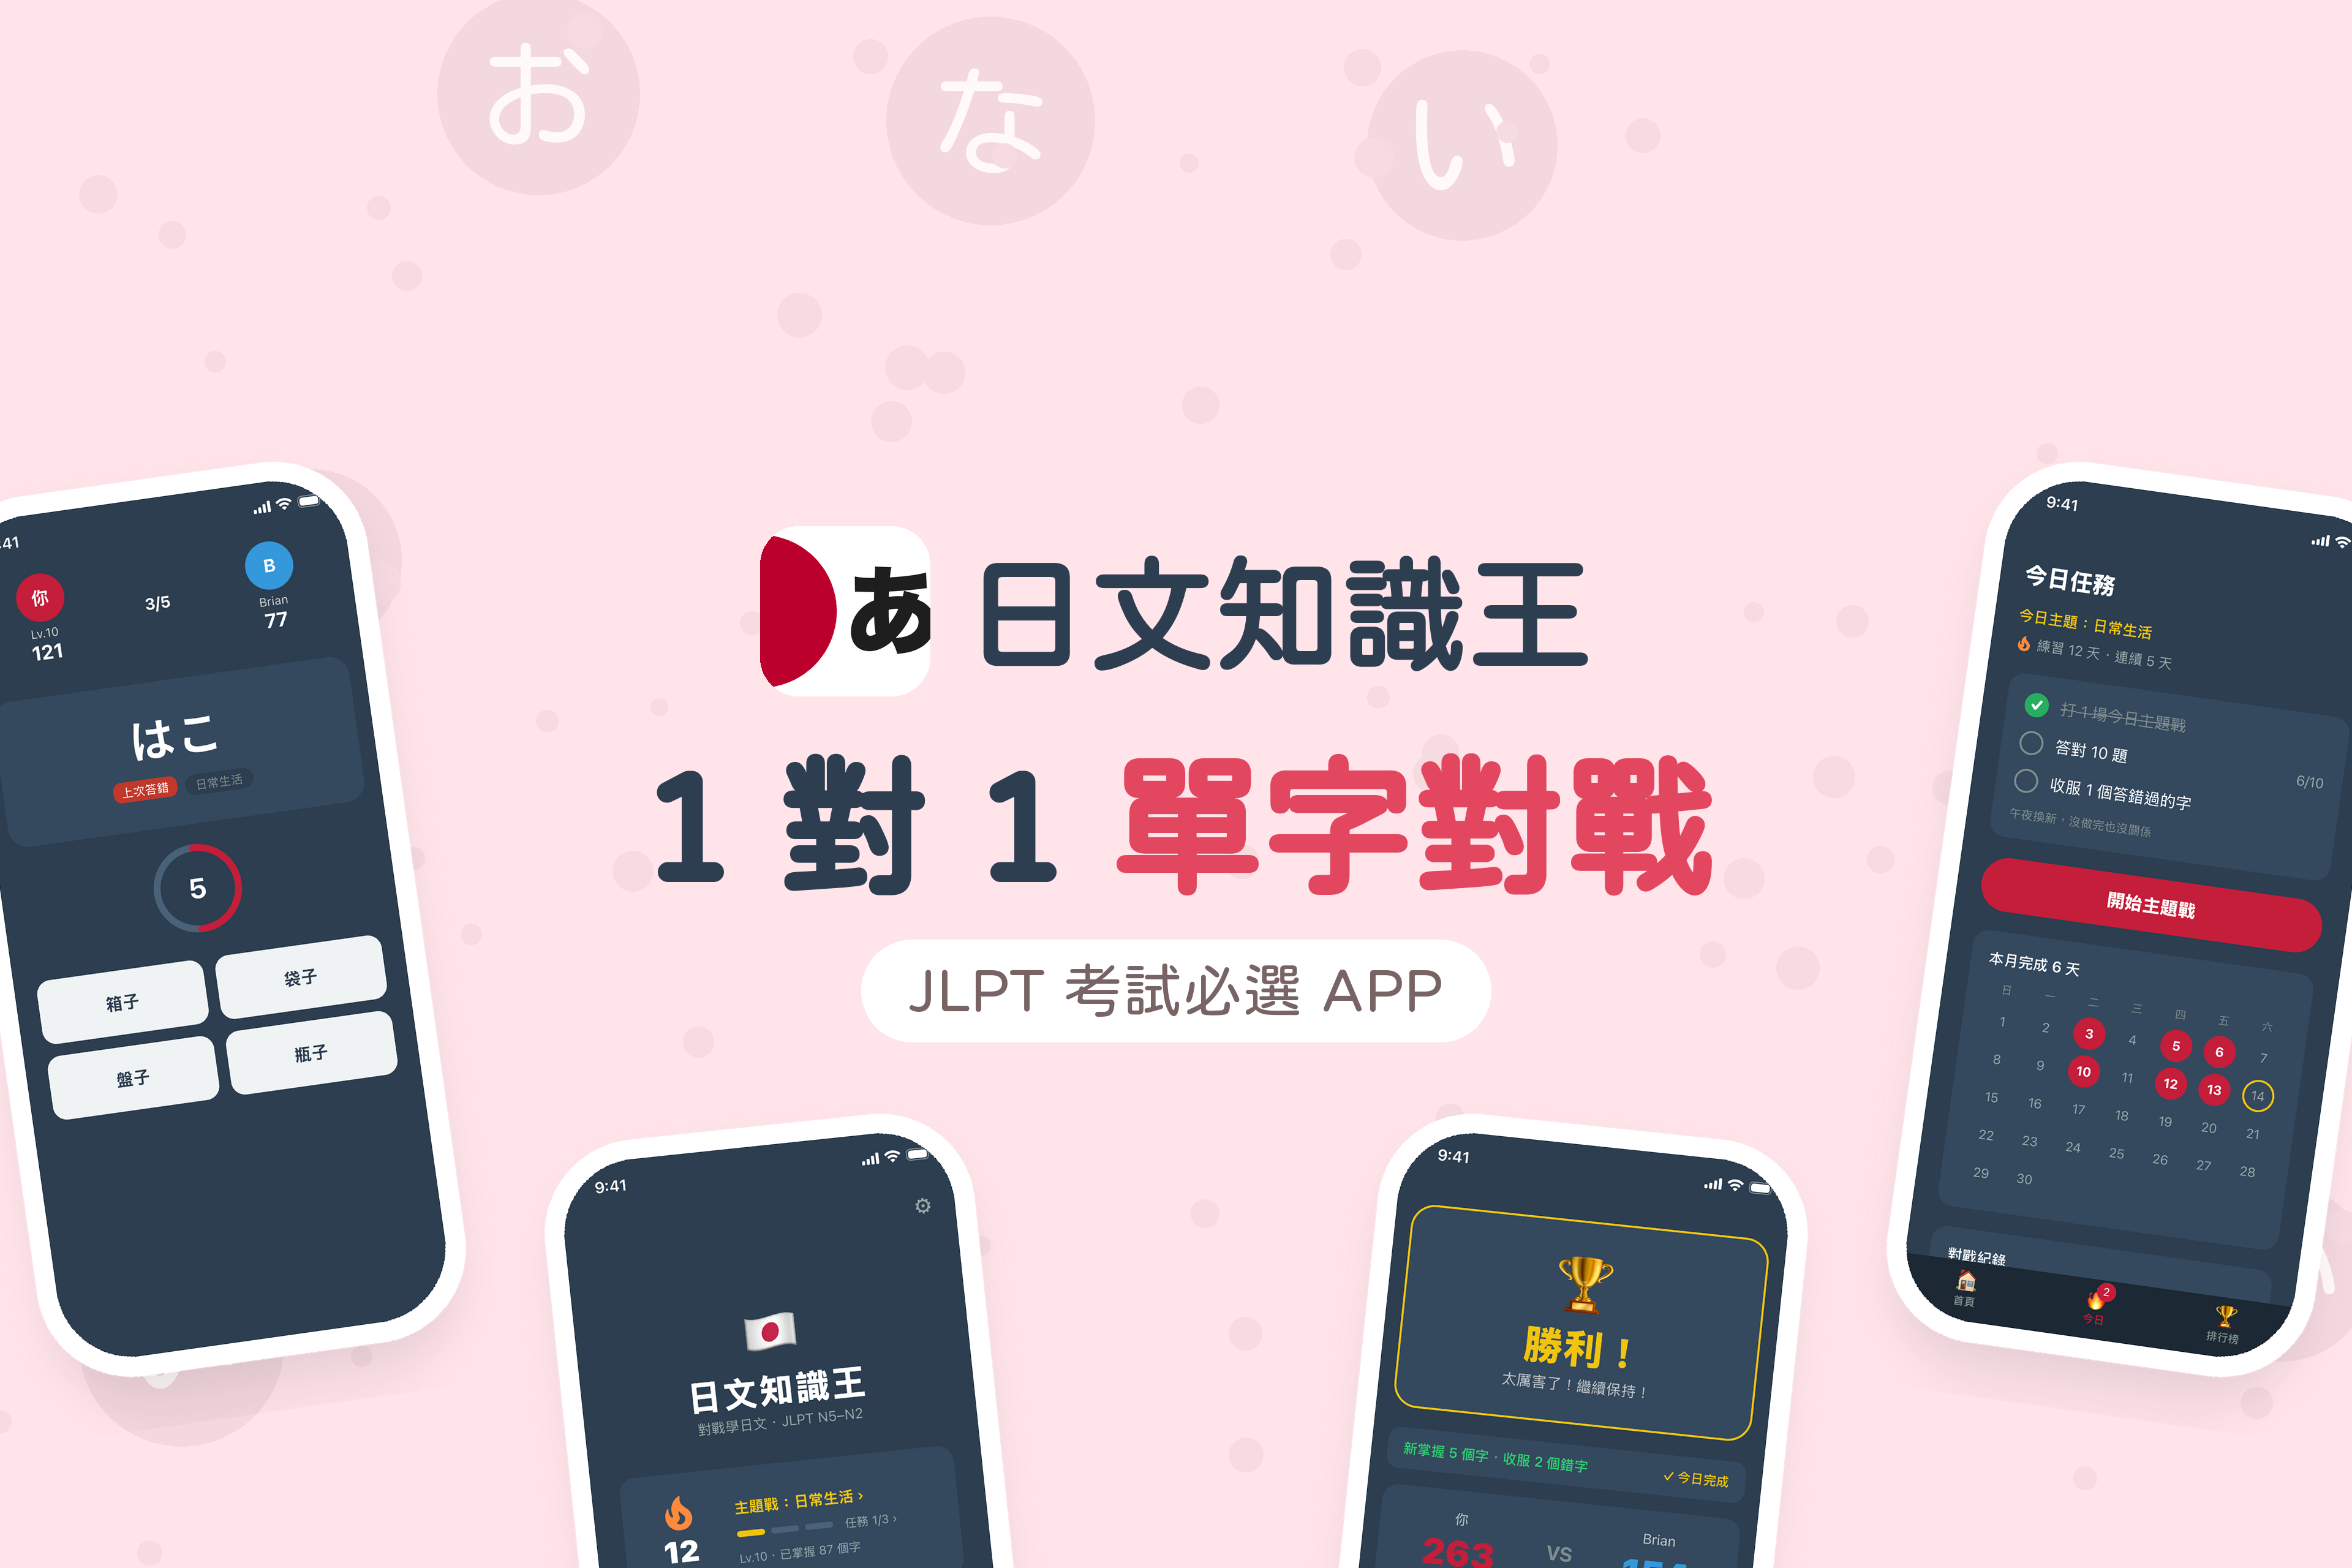 お
な
い
あ
日文知識王
1 對 1 單字對戰
JLPT 考試必選 APP
:41
你
Lv.10
121
3/5
B
Brian
77
はこ
上次答錯
日常生活
5
箱子
袋子
盤子
瓶子
9:41
日文知識王
對戰學日文 · JLPT N5–N2
12
主題戰：日常生活 ›
任務 1/3 ›
Lv.10 · 已掌握 87 個字
9:41
勝利！
太厲害了！繼續保持！
新掌握 5 個字 · 收服 2 個錯字
✓ 今日完成
你
263
VS
Brian
9:41
今日任務
今日主題：日常生活
練習 12 天 · 連續 5 天
打 1 場今日主題戰
答對 10 題
6/10
收服 1 個答錯過的字
午夜換新，沒做完也沒關係
開始主題戰
本月完成 6 天
日 一 二 三 四 五 六
1 2 3 4 5 6 7
8 9 10 11 12 13 14
15 16 17 18 19 20 21
22 23 24 25 26 27 28
29 30
對戰紀錄
首頁
2
今日
排行榜